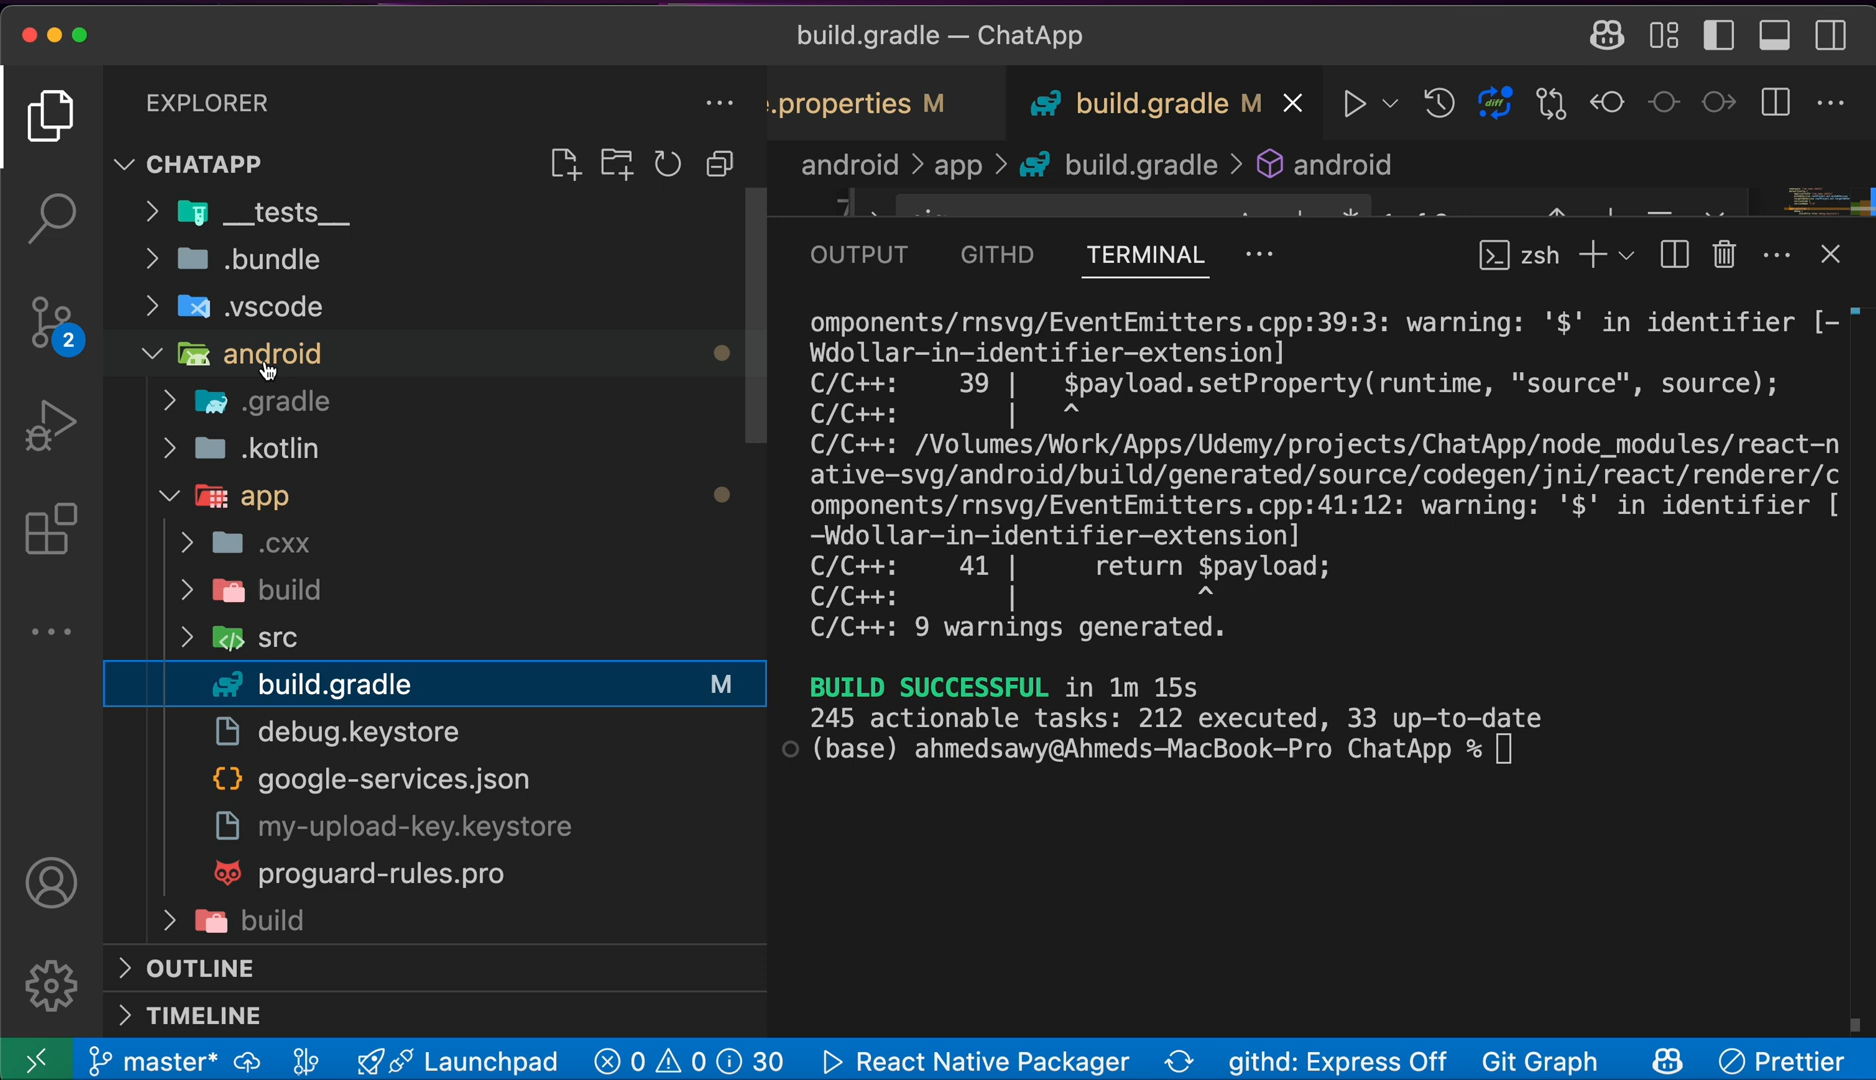 build.gradle — ChatApp
EXPLORER
.properties M
build.gradle M
CHATAPP
android > app > build.gradle > android
__tests__
.bundle
.vscode
android
.gradle
.kotlin
app
.cxx
build
src
build.gradle M
debug.keystore
google-services.json
my-upload-key.keystore
proguard-rules.pro
build
OUTLINE
TIMELINE
OUTPUT GITHD TERMINAL ··· zsh
omponents/rnsvg/EventEmitters.cpp:39:3: warning: '$' in identifier [-
Wdollar-in-identifier-extension]
C/C++:    39 |   $payload.setProperty(runtime, "source", source);
C/C++:       |   ^
C/C++: /Volumes/Work/Apps/Udemy/projects/ChatApp/node_modules/react-n
ative-svg/android/build/generated/source/codegen/jni/react/renderer/c
omponents/rnsvg/EventEmitters.cpp:41:12: warning: '$' in identifier [
-Wdollar-in-identifier-extension]
C/C++:    41 |     return $payload;
C/C++:       |            ^
C/C++: 9 warnings generated.
BUILD SUCCESSFUL in 1m 15s
245 actionable tasks: 212 executed, 33 up-to-date
(base) ahmedsawy@Ahmeds-MacBook-Pro ChatApp %
2
master* Launchpad 0 0 30 React Native Packager githd: Express Off Git Graph Prettier